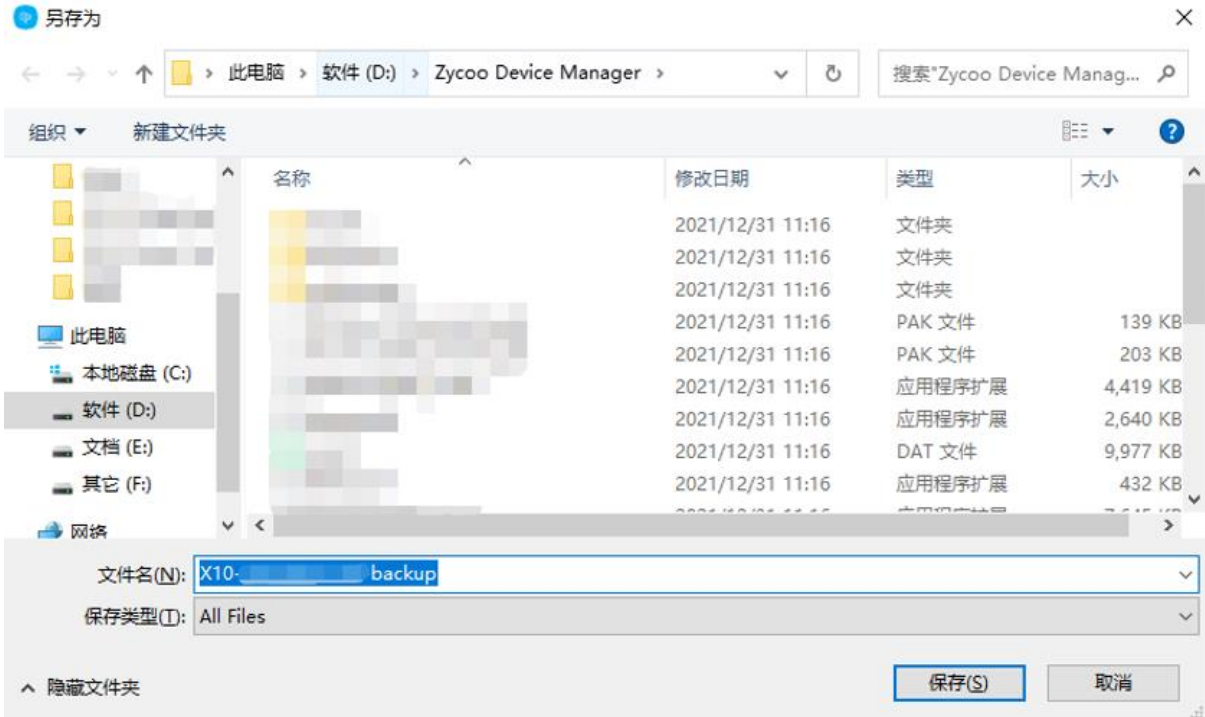 另存为
此电脑 › 软件 (D:) › Zycoo Device Manager ›
搜索"Zycoo Device Manag...
组织
新建文件夹
名称 修改日期 类型 大小
2021/12/31 11:16 文件夹
2021/12/31 11:16 文件夹
2021/12/31 11:16 文件夹
2021/12/31 11:16 PAK 文件 139 KB
2021/12/31 11:16 PAK 文件 203 KB
2021/12/31 11:16 应用程序扩展 4,419 KB
2021/12/31 11:16 应用程序扩展 2,640 KB
2021/12/31 11:16 DAT 文件 9,977 KB
2021/12/31 11:16 应用程序扩展 432 KB
此电脑
本地磁盘 (C:)
软件 (D:)
文档 (E:)
其它 (F:)
网络
文件名(N): X10- backup
保存类型(T): All Files
隐藏文件夹
保存(S)
取消